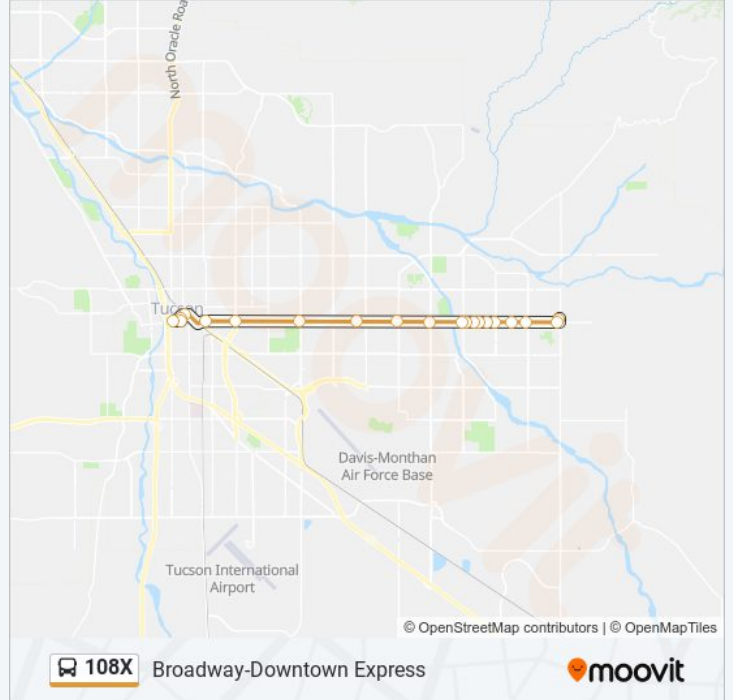 North Oracle Roa
Tucson
Davis-Monthan
Air Force Base
Tucson International
Airport
© OpenStreetMap contributors | © OpenMapTiles
108X Broadway-Downtown Express moovit